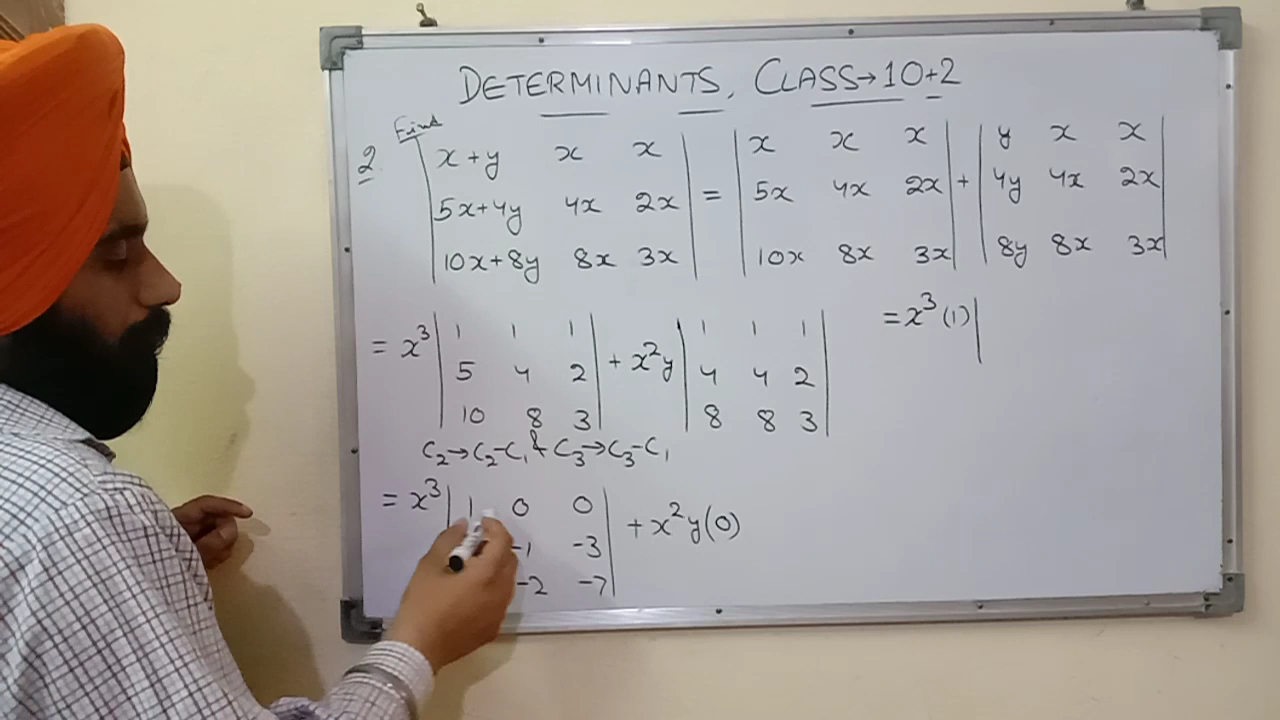 DETERMINANTS, CLASS→10+2
2. Find
| x+y x x | = | x x x | + | y x x |
| 5x+4y 4x 2x | | 5x 4x 2x | | 4y 4x 2x |
| 10x+8y 8x 3x | | 10x 8x 3x | | 8y 8x 3x |
= x³ | 1 1 1 | + x²y | 1 1 1 |
| 5 4 2 | | 4 4 2 |
| 10 8 3 | | 8 8 3 |
C₂→C₂-C₁ & C₃→C₃-C₁
= x³ | 1 0 0 | + x²y(0)
-1 -3 |
-2 -7 |
= x³ (1) |